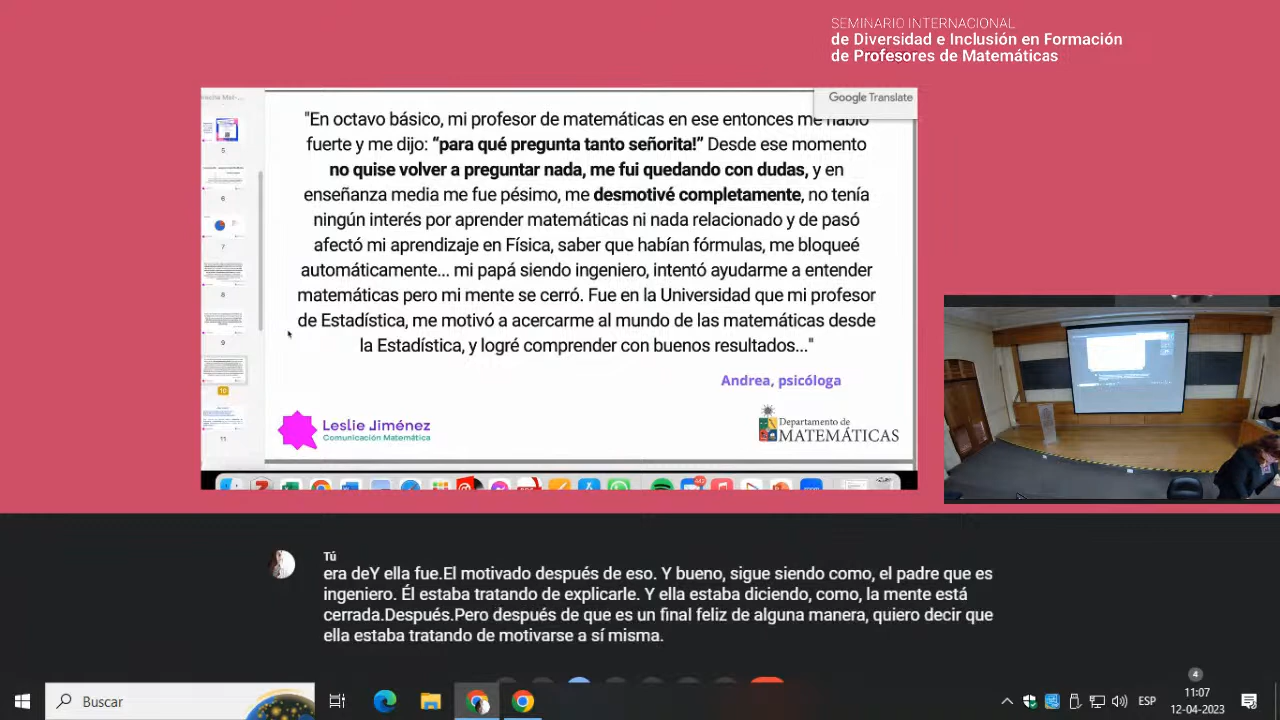 SEMINARIO INTERNACIONAL
de Diversidad e Inclusión en Formación
de Profesores de Matemáticas
Google Translate
"En octavo básico, mi profesor de matemáticas en ese entonces me habló
fuerte y me dijo: “para qué pregunta tanto señorita!” Desde ese momento
no quise volver a preguntar nada, me fui quedando con dudas, y en
enseñanza media me fue pesimo, me desmotivé completamente, no tenía
ningún interés por aprender matemáticas ni nada relacionado y de pasó
afectó mi aprendizaje en Física, saber que habían fórmulas, me bloqueé
automáticamente... mi papá siendo ingeniero, intentó ayudarme a entender
matemáticas pero mi mente se cerró. Fue en la Universidad que mi profesor
de Estadística, me motivó a acercarme al mundo de las matemáticas desde
la Estadística, y logré comprender con buenos resultados..."
Andrea, psicóloga
Leslie Jiménez
Comunicación Matemática
Departamento de
MATEMÁTICAS
5
6
7
8
9
10
11
Tú
era deY ella fue.El motivado después de eso. Y bueno, sigue siendo como, el padre que es
ingeniero. Él estaba tratando de explicarle. Y ella estaba diciendo, como, la mente está
cerrada.Después.Pero después de que es un final feliz de alguna manera, quiero decir que
ella estaba tratando de motivarse a sí misma.
Buscar
ESP
11:07
12-04-2023
4